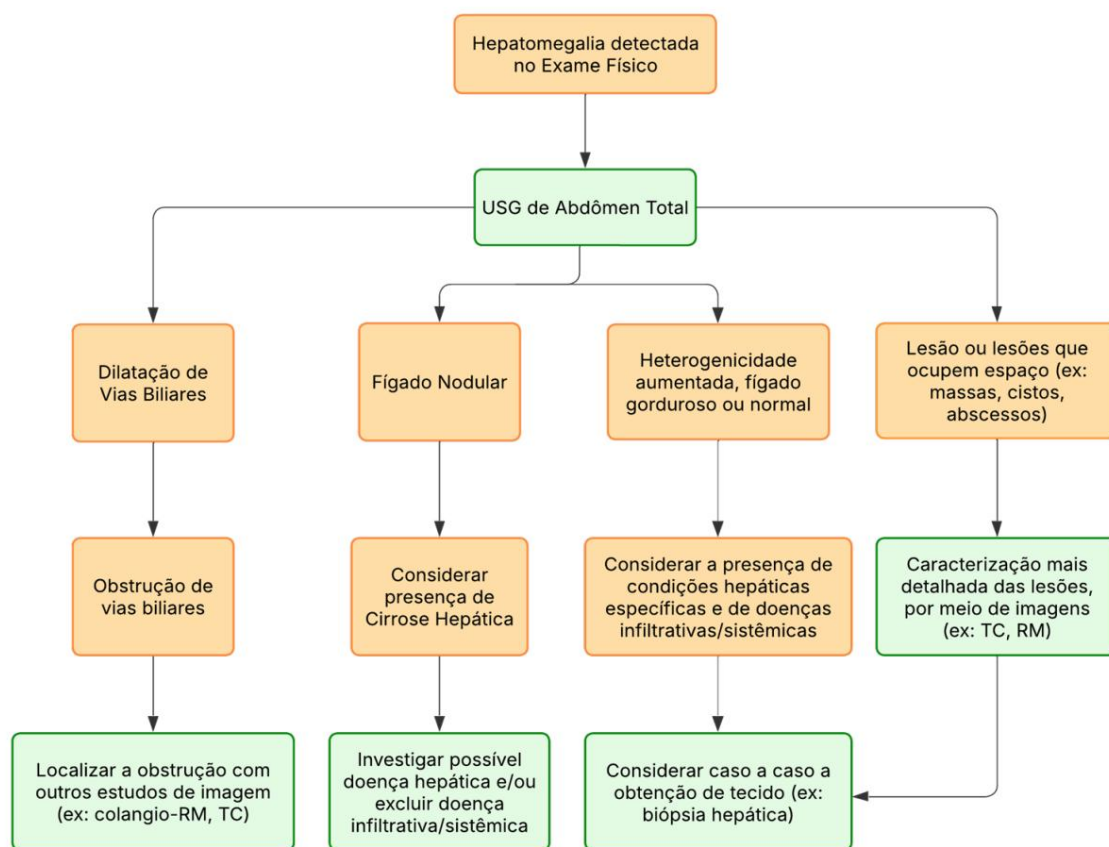 Hepatomegalia detectada
no Exame Físico
USG de Abdômen Total
Dilatação de
Vias Biliares
Fígado Nodular
Heterogenicidade
aumentada, fígado
gorduroso ou normal
Lesão ou lesões que
ocupem espaço (ex:
massas, cistos,
abscessos)
Obstrução de
vias biliares
Considerar
presença de
Cirrose Hepática
Considerar a presença de
condições hepáticas
específicas e de doenças
infiltrativas/sistêmicas
Caracterização mais
detalhada das lesões,
por meio de imagens
(ex: TC, RM)
Localizar a obstrução com
outros estudos de imagem
(ex: colangio-RM, TC)
Investigar possível
doença hepática e/ou
excluir doença
infiltrativa/sistêmica
Considerar caso a caso a
obtenção de tecido (ex:
biópsia hepática)